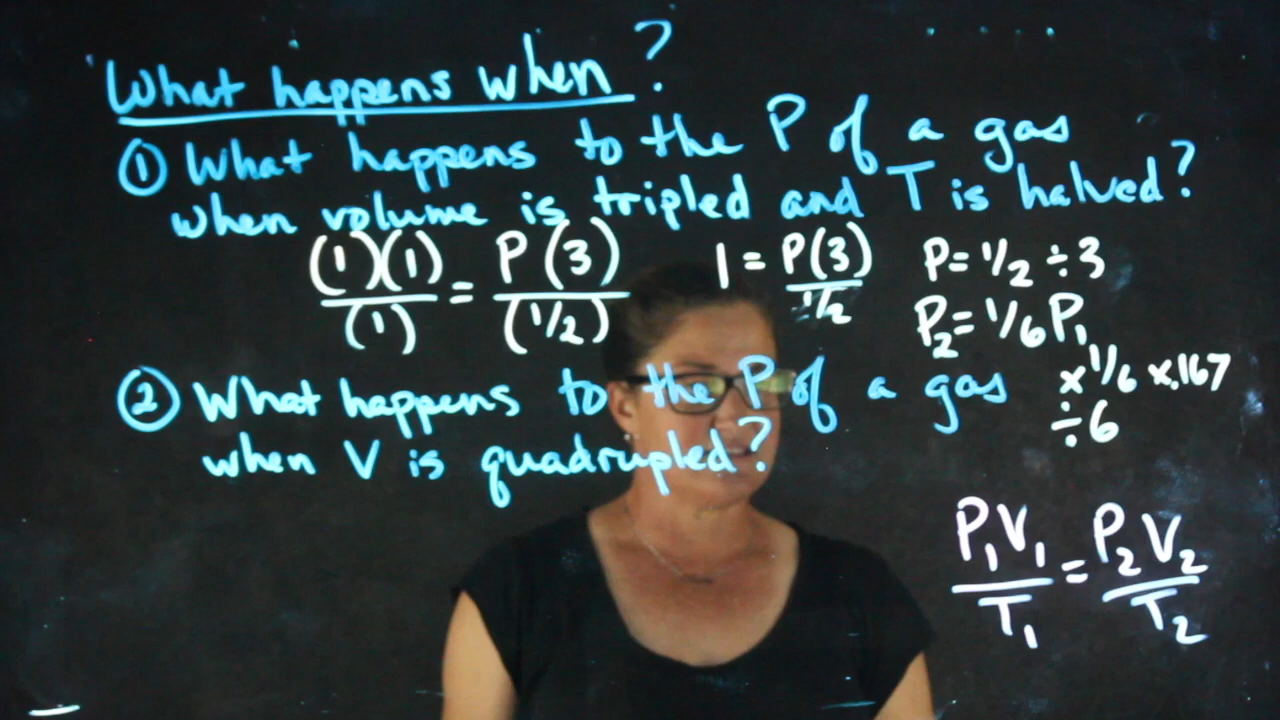 What happens when?
① What happens to the P of a gas
when volume is tripled and T is halved?
(1)(1)/(1) = P(3)/(1/2)
1 = P(3)/1/2
P = 1/2 ÷ 3
P₂ = 1/6 P₁
x 1/6 x.167
÷ 6
② What happens to the P of a gas
when V is quadrupled?
P₁V₁/T₁ = P₂V₂/T₂